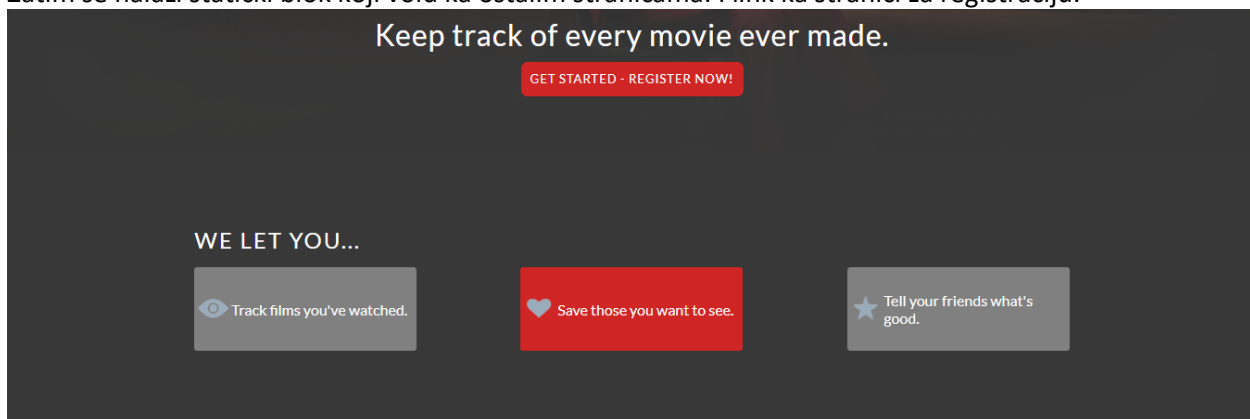 Zatim se nalazi statički blok koji vodi ka ostalim stranicama. I link ka stranici za registraciju.
Keep track of every movie ever made.
GET STARTED - REGISTER NOW!
WE LET YOU...
Track films you've watched.
Save those you want to see.
Tell your friends what's
good.